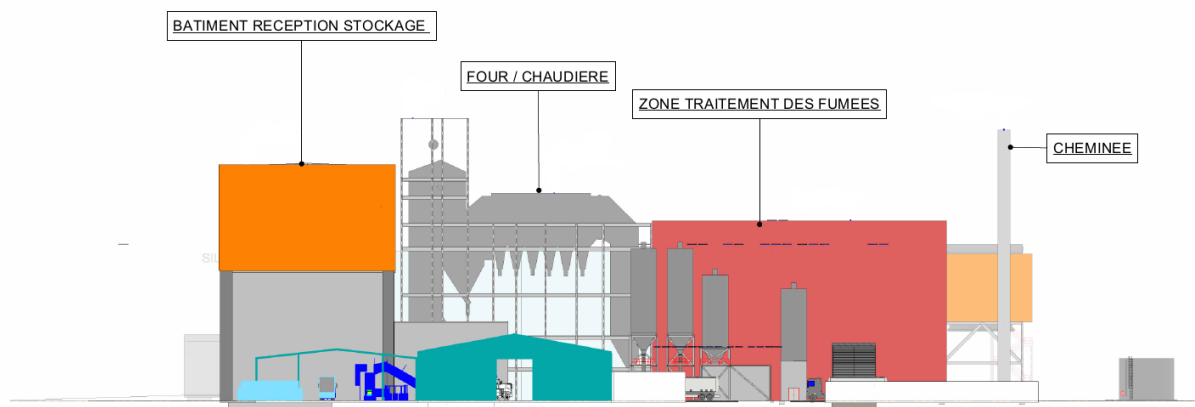 BATIMENT RECEPTION STOCKAGE
FOUR / CHAUDIERE
ZONE TRAITEMENT DES FUMEES
CHEMINEE